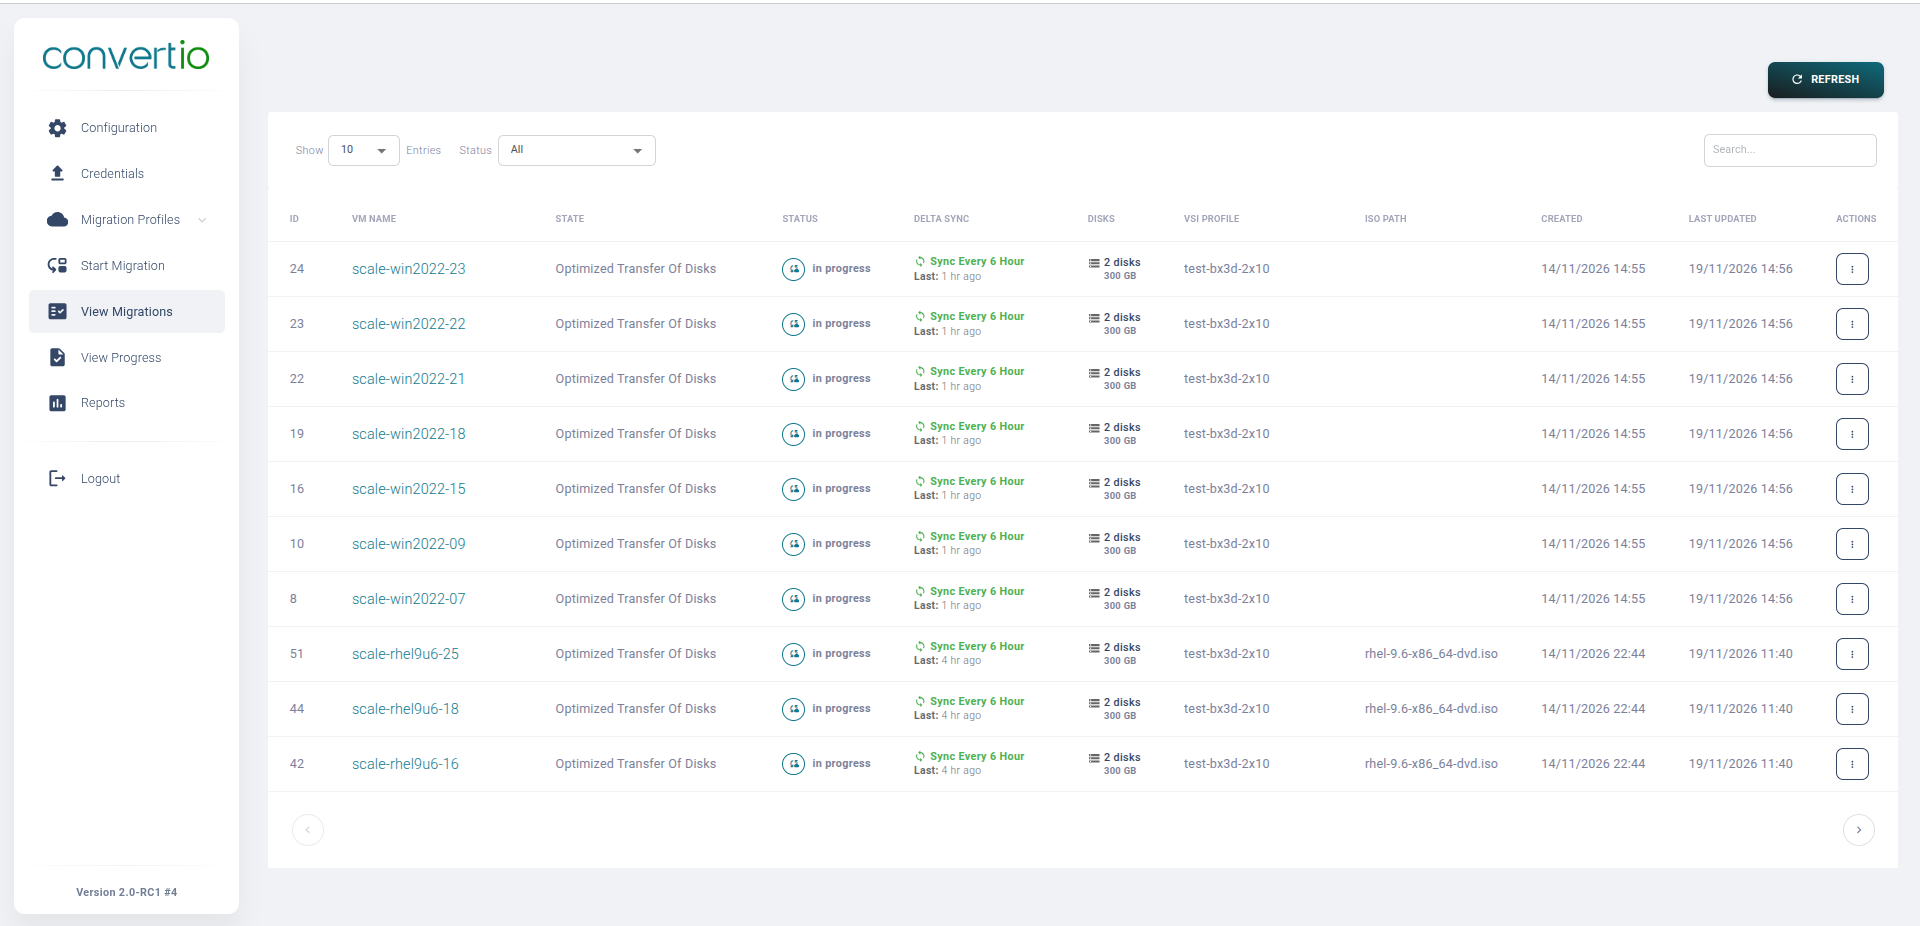 convertio
Configuration
Credentials
Migration Profiles
Start Migration
View Migrations
View Progress
Reports
Logout
Version 2.0-RC1 #4
REFRESH
Show 10 Entries Status All Search...
ID VM NAME STATE STATUS DELTA SYNC DISKS VSI PROFILE ISO PATH CREATED LAST UPDATED ACTIONS
24 scale-win2022-23 Optimized Transfer Of Disks in progress Sync Every 6 Hour 2 disks test-bx3d-2x10 14/11/2026 14:55 19/11/2026 14:56
Last: 1 hr ago 300 GB
23 scale-win2022-22 Optimized Transfer Of Disks in progress Sync Every 6 Hour 2 disks test-bx3d-2x10 14/11/2026 14:55 19/11/2026 14:56
Last: 1 hr ago 300 GB
22 scale-win2022-21 Optimized Transfer Of Disks in progress Sync Every 6 Hour 2 disks test-bx3d-2x10 14/11/2026 14:55 19/11/2026 14:56
Last: 1 hr ago 300 GB
19 scale-win2022-18 Optimized Transfer Of Disks in progress Sync Every 6 Hour 2 disks test-bx3d-2x10 14/11/2026 14:55 19/11/2026 14:56
Last: 1 hr ago 300 GB
16 scale-win2022-15 Optimized Transfer Of Disks in progress Sync Every 6 Hour 2 disks test-bx3d-2x10 14/11/2026 14:55 19/11/2026 14:56
Last: 1 hr ago 300 GB
10 scale-win2022-09 Optimized Transfer Of Disks in progress Sync Every 6 Hour 2 disks test-bx3d-2x10 14/11/2026 14:55 19/11/2026 14:56
Last: 1 hr ago 300 GB
8 scale-win2022-07 Optimized Transfer Of Disks in progress Sync Every 6 Hour 2 disks test-bx3d-2x10 14/11/2026 14:55 19/11/2026 14:56
Last: 1 hr ago 300 GB
51 scale-rhel9u6-25 Optimized Transfer Of Disks in progress Sync Every 6 Hour 2 disks test-bx3d-2x10 rhel-9.6-x86_64-dvd.iso 14/11/2026 22:44 19/11/2026 11:40
Last: 4 hr ago 300 GB
44 scale-rhel9u6-18 Optimized Transfer Of Disks in progress Sync Every 6 Hour 2 disks test-bx3d-2x10 rhel-9.6-x86_64-dvd.iso 14/11/2026 22:44 19/11/2026 11:40
Last: 4 hr ago 300 GB
42 scale-rhel9u6-16 Optimized Transfer Of Disks in progress Sync Every 6 Hour 2 disks test-bx3d-2x10 rhel-9.6-x86_64-dvd.iso 14/11/2026 22:44 19/11/2026 11:40
Last: 4 hr ago 300 GB